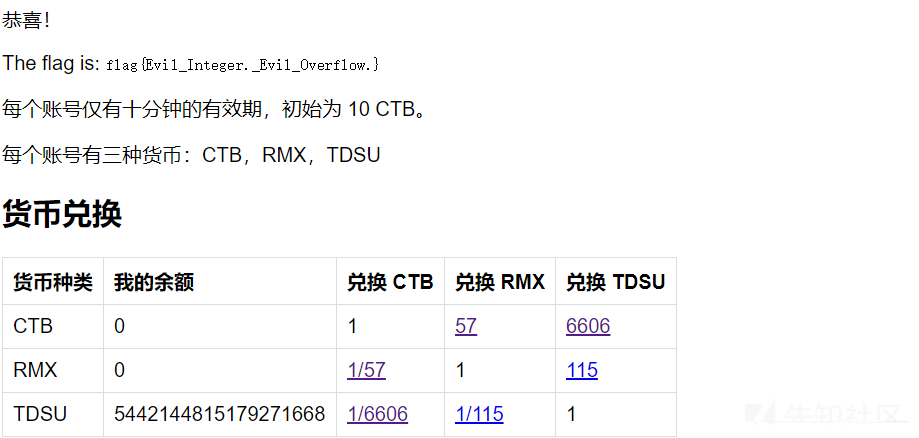 恭喜！
The flag is: flag{Evil_Integer._Evil_Overflow.}
每个账号仅有十分钟的有效期，初始为 10 CTB。
每个账号有三种货币：CTB，RMX，TDSU
货币兑换
货币种类 我的余额 兑换 CTB 兑换 RMX 兑换 TDSU
CTB 0 1 57 6606
RMX 0 1/57 1 115
TDSU 5442144815179271668 1/6606 1/115 1
先知社区